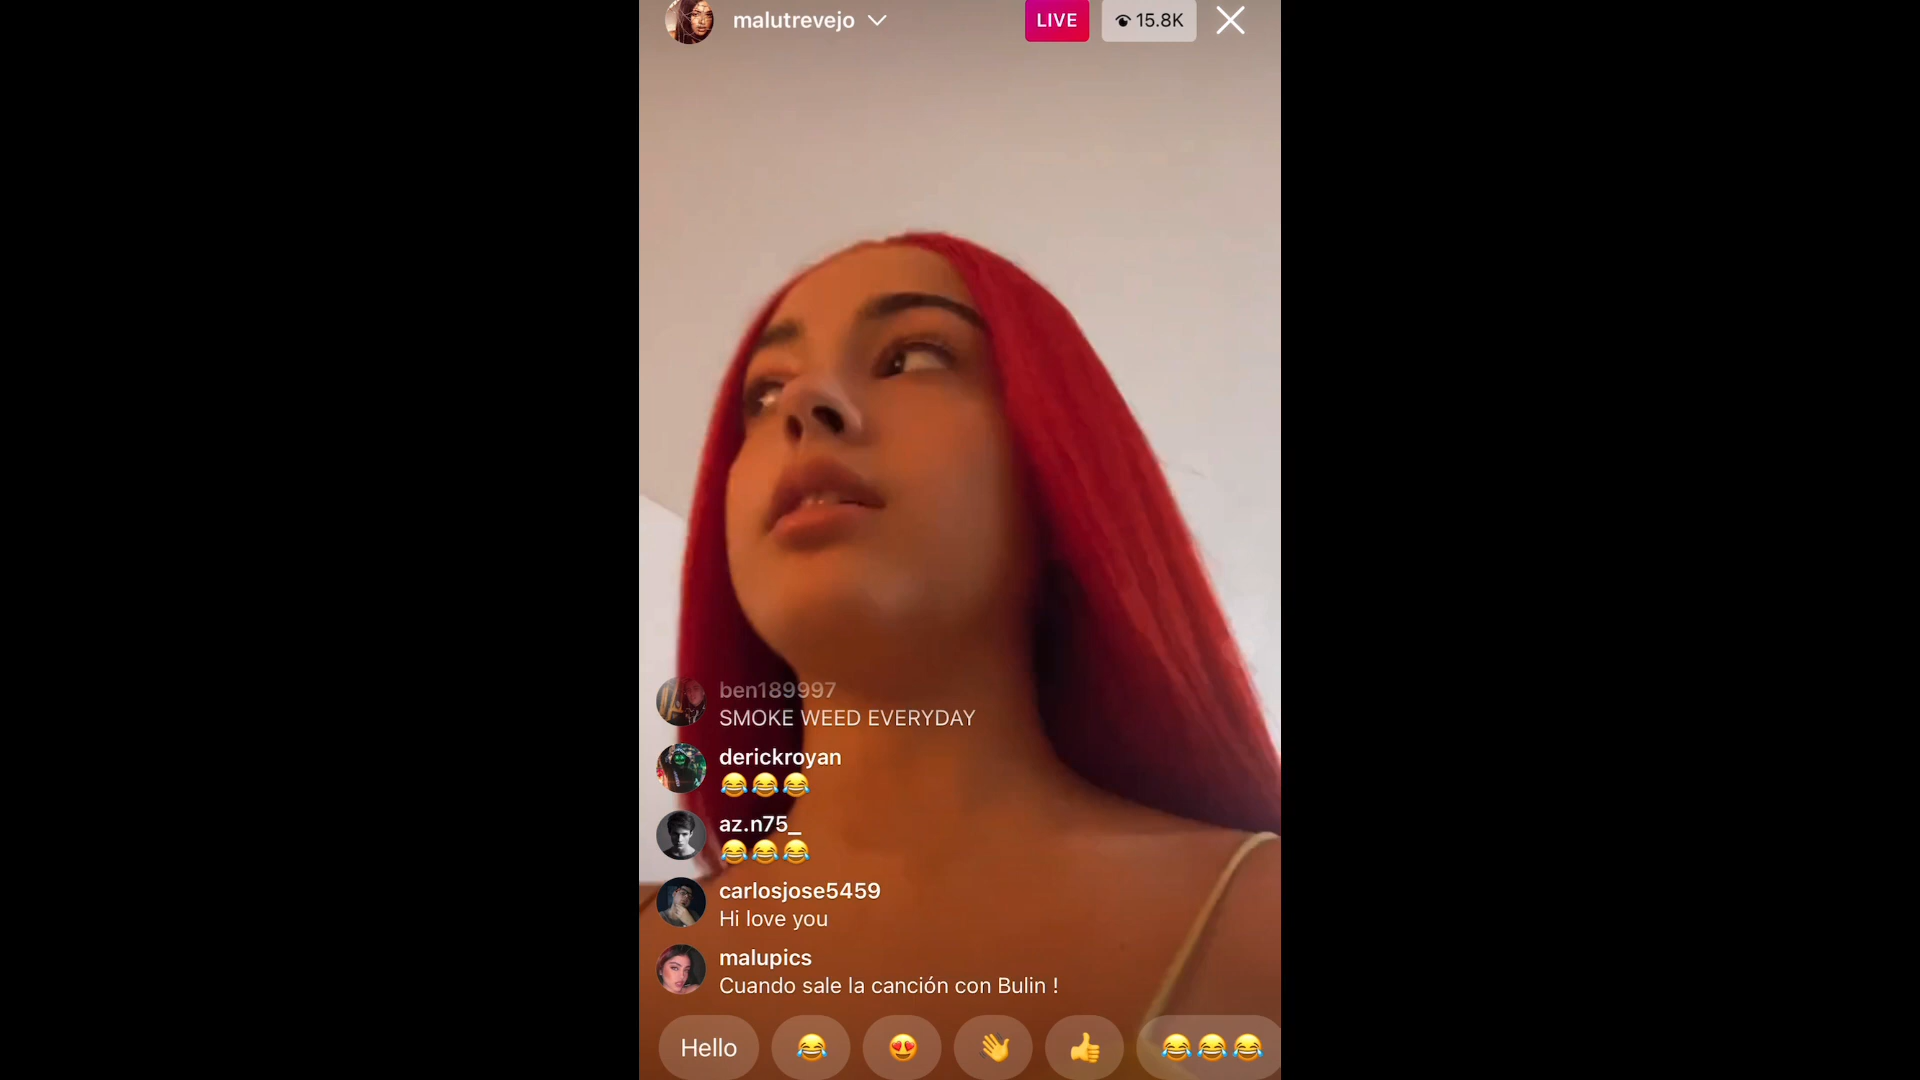 malutrevejo
LIVE
15.8K
ben189997
SMOKE WEED EVERYDAY
derickroyan
😂😂😂
az.n75_
😂😂😂
carlosjose5459
Hi love you
malupics
Cuando sale la canción con Bulin !
Hello 😂 😍 👋 👍 😂😂😂